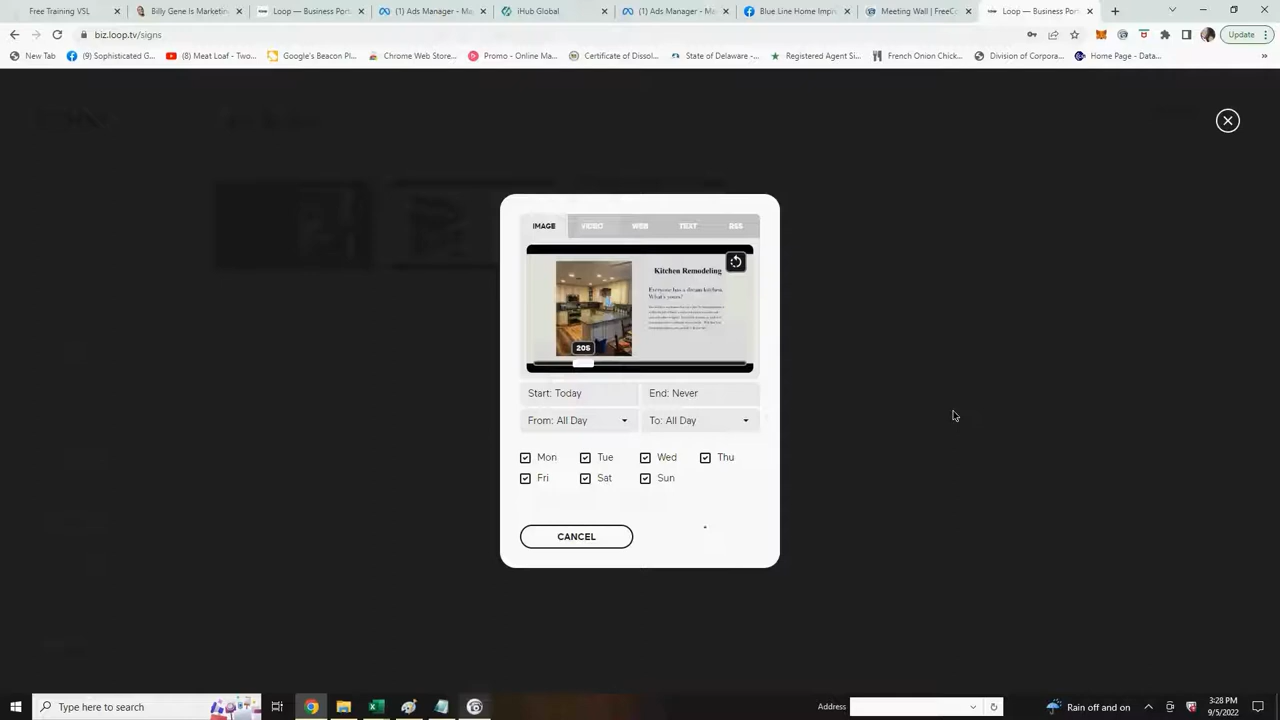 Free Training VSL
Billy Gene Is Marketin
Loop — Business Port
(1) Ads Manager - Ma
iHub Global
(1) Ads Manager - Ma
Blue Line Home Impr
Meeting Wall | FreeC
Loop — Business Port
biz.loop.tv/signs
Update
New Tab
(9) Sophisticated G...
(8) Meat Loaf - Two...
Google's Beacon Pl...
Chrome Web Store...
Promo - Online Ma...
Certificate of Dissol...
State of Delaware -...
Registered Agent Si...
French Onion Chick...
Division of Corpora...
Home Page - Data...
IMAGE
VIDEO
WEB
TEXT
RSS
Kitchen Remodeling
Everyone has a dream kitchen.
What's yours?
205
Start: Today
End: Never
From: All Day
To: All Day
Mon
Tue
Wed
Thu
Fri
Sat
Sun
CANCEL
Type here to search
Address
Rain off and on
3:28 PM
9/5/2022